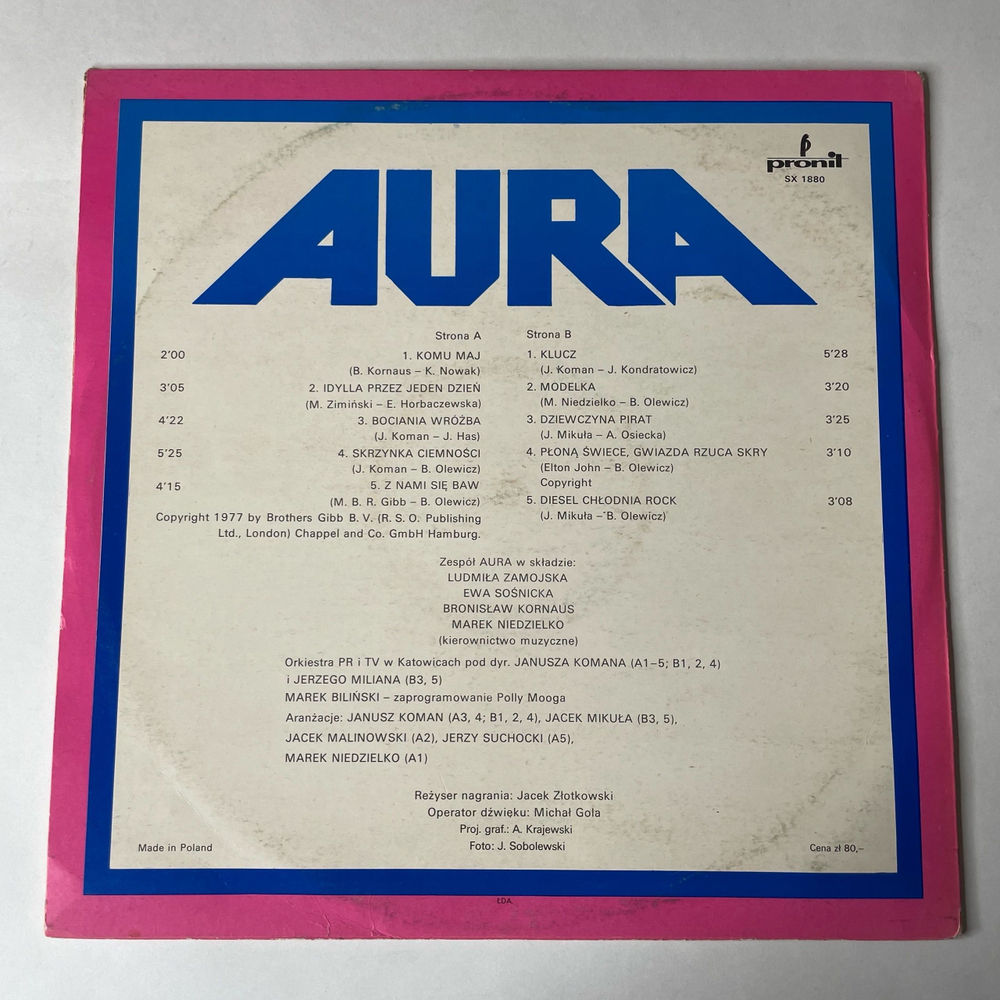 pronit
SX 1880
AURA
Strona A
2'00 1. KOMU MAJ
(B. Kornaus – K. Nowak)
3'05 2. IDYLLA PRZEZ JEDEN DZIEŃ
(M. Zimiński – E. Horbaczewska)
4'22 3. BOCIANIA WRÓŻBA
(J. Koman – J. Has)
5'25 4. SKRZYNKA CIEMNOŚCI
(J. Koman – B. Olewicz)
4'15 5. Z NAMI SIĘ BAW
(M. B. R. Gibb – B. Olewicz)
Copyright 1977 by Brothers Gibb B. V. (R. S. O. Publishing
Ltd., London) Chappel and Co. GmbH Hamburg.
Strona B
1. KLUCZ 5'28
(J. Koman – J. Kondratowicz)
2. MODELKA 3'20
(M. Niedzielko – B. Olewicz)
3. DZIEWCZYNA PIRAT 3'25
(J. Mikuła – A. Osiecka)
4. PŁONĄ ŚWIECE, GWIAZDA RZUCA SKRY 3'10
(Elton John – B. Olewicz)
Copyright
5. DIESEL CHŁODNIA ROCK 3'08
(J. Mikuła – B. Olewicz)
Zespół AURA w składzie:
LUDMIŁA ZAMOJSKA
EWA SOŚNICKA
BRONISŁAW KORNAUS
MAREK NIEDZIELKO
(kierownictwo muzyczne)
Orkiestra PR i TV w Katowicach pod dyr. JANUSZA KOMANA (A1–5; B1, 2, 4)
i JERZEGO MILIANA (B3, 5)
MAREK BILIŃSKI – zaprogramowanie Polly Mooga
Aranżacje: JANUSZ KOMAN (A3, 4; B1, 2, 4), JACEK MIKUŁA (B3, 5),
JACEK MALINOWSKI (A2), JERZY SUCHOCKI (A5),
MAREK NIEDZIELKO (A1)
Reżyser nagrania: Jacek Złotkowski
Operator dźwięku: Michał Gola
Proj. graf.: A. Krajewski
Foto: J. Sobolewski
Made in Poland
Cena zł 80,–
ŁDA.